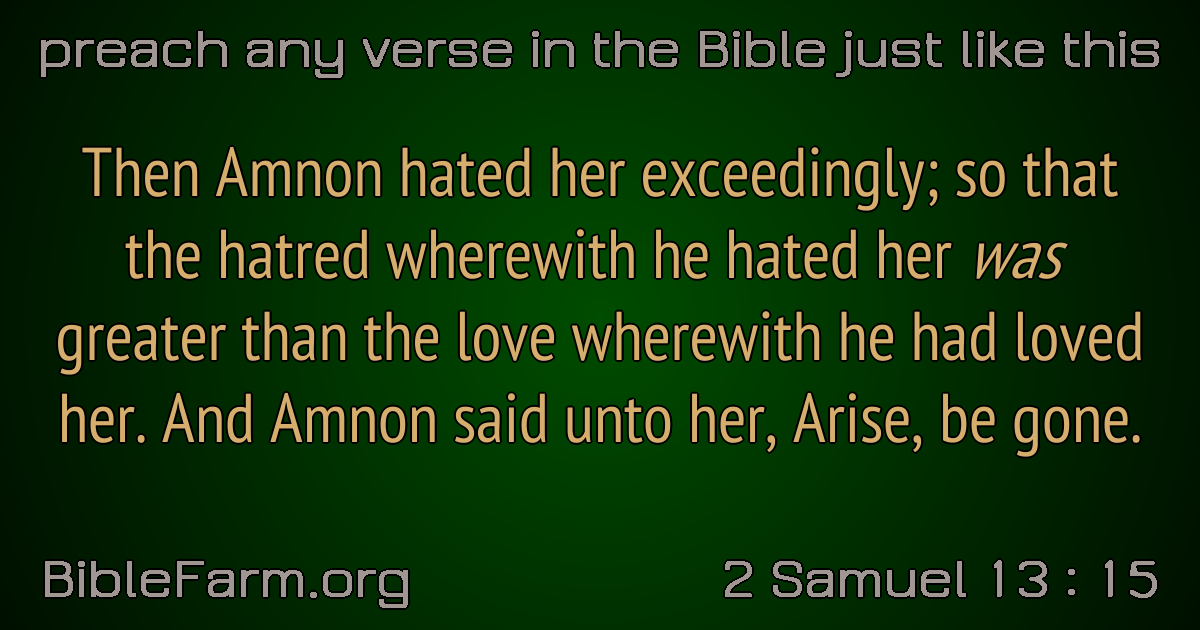 preach any verse in the Bible just like this
Then Amnon hated her exceedingly; so that
the hatred wherewith he hated her was
greater than the love wherewith he had loved
her. And Amnon said unto her, Arise, be gone.
BibleFarm.org
2 Samuel 13 : 15